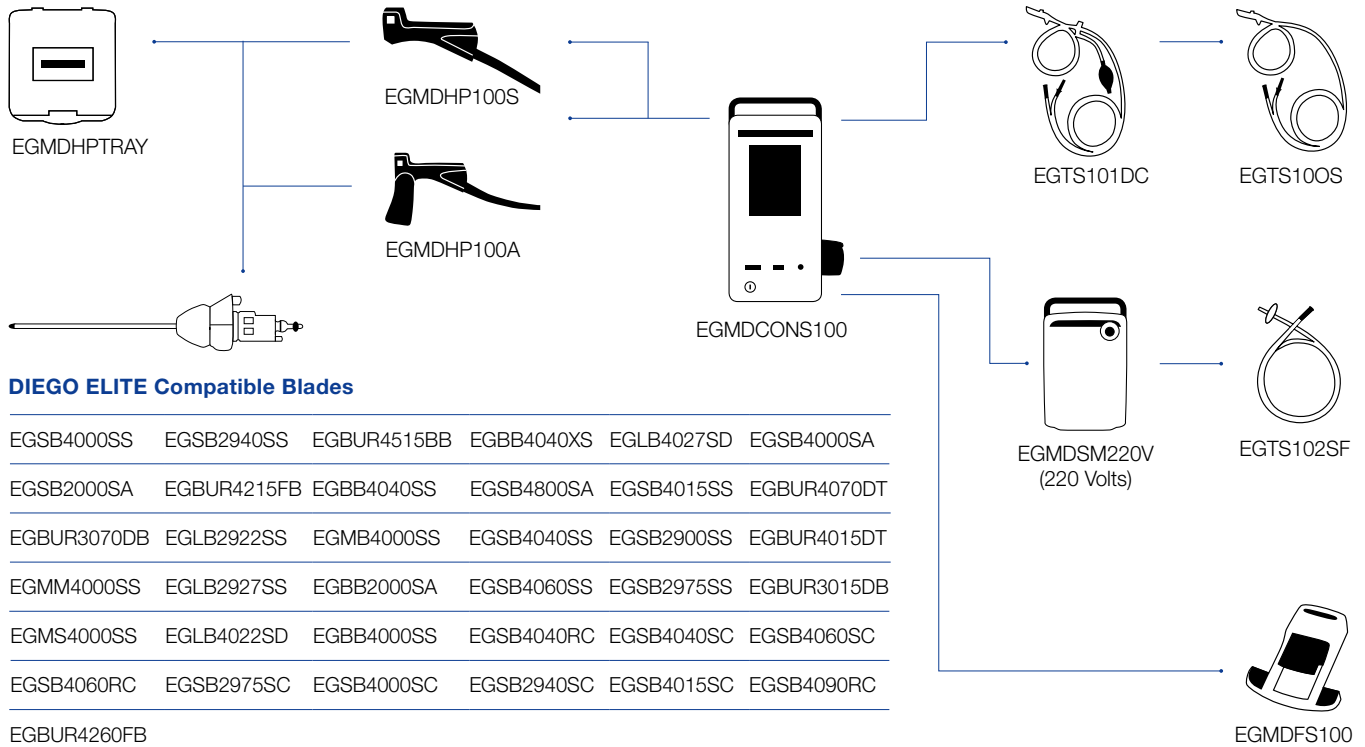 EGMDHPTRAY
EGMDHP100S
EGMDHP100A
EGMDCONS100
EGTS101DC
EGTS10OS
EGMDSM220V
(220 Volts)
EGTS102SF
EGMDFS100
DIEGO ELITE Compatible Blades
EGSB4000SS EGSB2940SS EGBUR4515BB EGBB4040XS EGLB4027SD EGSB4000SA
EGSB2000SA EGBUR4215FB EGBB4040SS EGSB4800SA EGSB4015SS EGBUR4070DT
EGBUR3070DB EGLB2922SS EGMB4000SS EGSB4040SS EGSB2900SS EGBUR4015DT
EGMM4000SS EGLB2927SS EGBB2000SA EGSB4060SS EGSB2975SS EGBUR3015DB
EGMS4000SS EGLB4022SD EGBB4000SS EGSB4040RC EGSB4040SC EGSB4060SC
EGSB4060RC EGSB2975SC EGSB4000SC EGSB2940SC EGSB4015SC EGSB4090RC
EGBUR4260FB